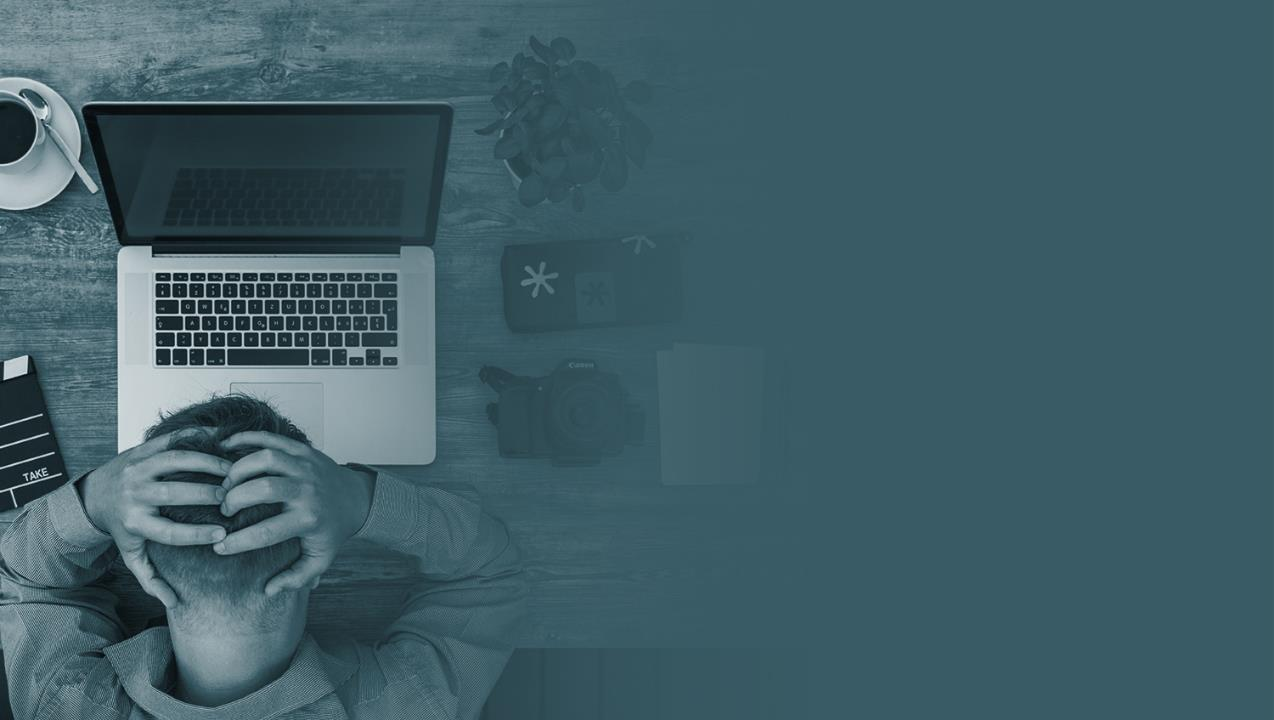 Canon
Q W E R T Z U I O P
A S D F G H J K L
Y X C V B N M
TAKE